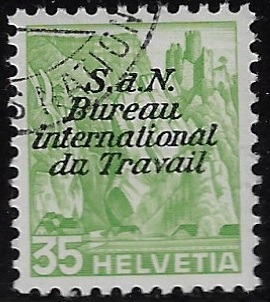 S.d.N.
Bureau
international
du Travail
35 HELVETIA